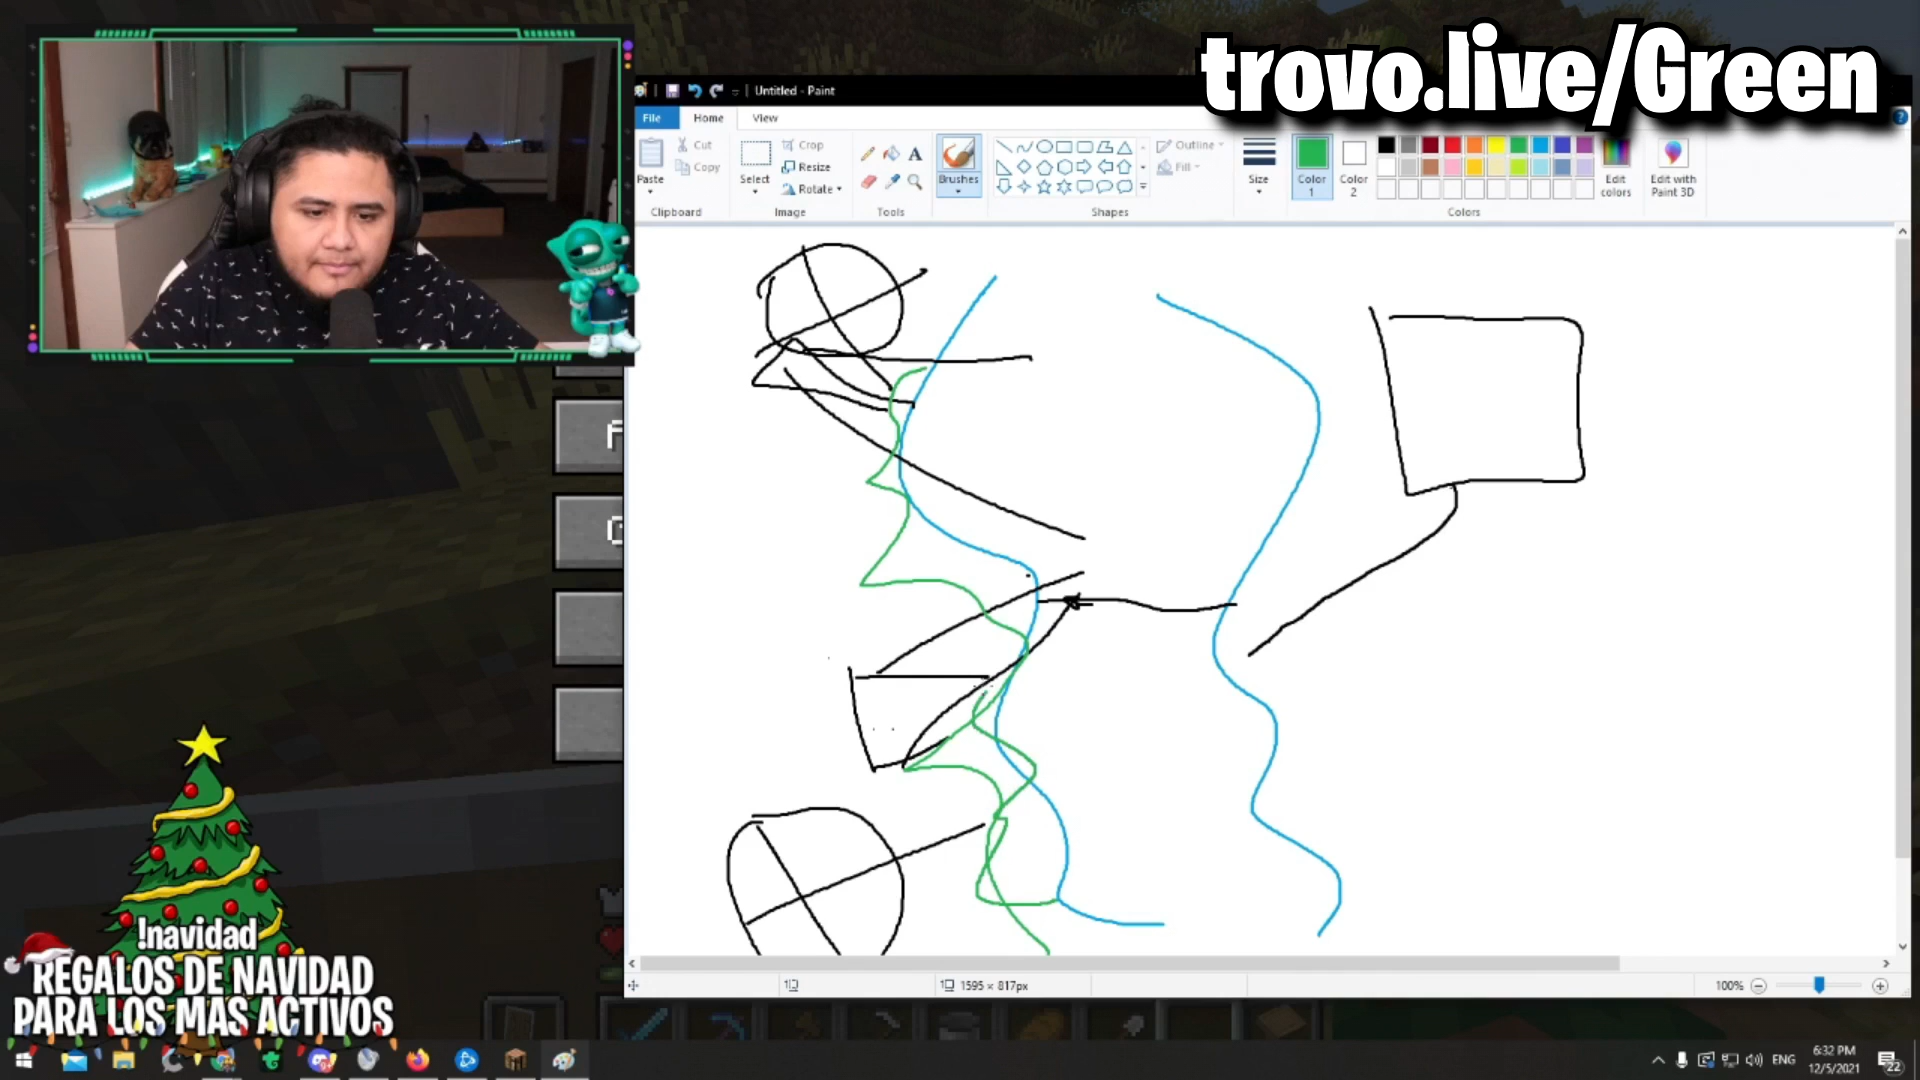 trovo.live/Green
Untitled - Paint
File
Home
View
Paste
Cut
Copy
Clipboard
Select
Crop
Resize
Rotate
Image
A
Tools
Brushes
Shapes
Outline
Fill
Size
Color
1
Color
2
Edit
colors
Colors
Edit with
Paint 3D
!navidad
REGALOS DE NAVIDAD
PARA LOS MAS ACTIVOS
1595 × 817px
100%
ENG
6:32 PM
12/5/2021
22